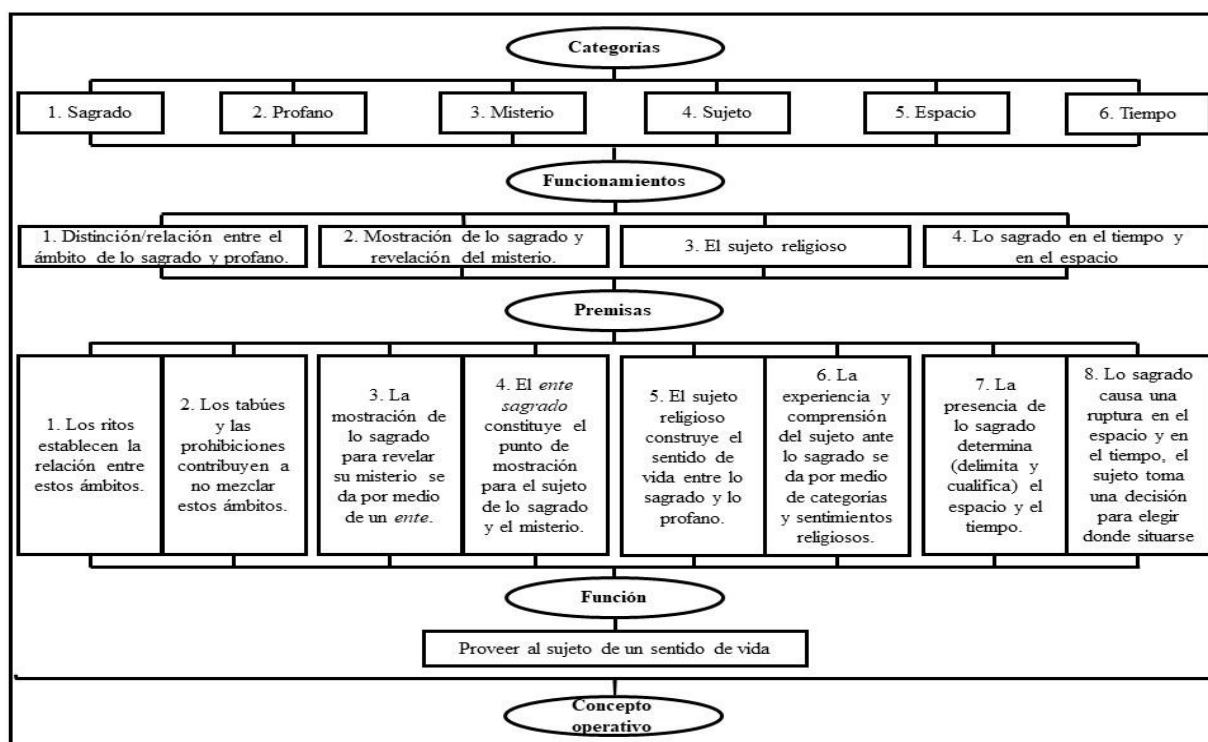 Categorías
1. Sagrado
2. Profano
3. Misterio
4. Sujeto
5. Espacio
6. Tiempo
Funcionamientos
1. Distinción/relación entre el
ámbito de lo sagrado y profano.
2. Mostración de lo sagrado y
revelación del misterio.
3. El sujeto religioso
4. Lo sagrado en el tiempo y
en el espacio
Premisas
1. Los ritos
establecen la
relación entre
estos ámbitos.
2. Los tabúes
y las
prohibiciones
contribuyen a
no mezclar
estos ámbitos.
3. La
mostración de
lo sagrado
para revelar
su misterio se
da por medio
de un ente.
4. El ente
sagrado
constituye el
punto de
mostración
para el sujeto
de lo sagrado
y el misterio.
5. El sujeto
religioso
construye el
sentido de
vida entre lo
sagrado y lo
profano.
6. La
experiencia y
comprensión
del sujeto ante
lo sagrado se
da por medio
de categorías
y sentimientos
religiosos.
7. La
presencia de
lo sagrado
determina
(delimita y
cualifica) el
espacio y el
tiempo.
8. Lo sagrado
causa una
ruptura en el
espacio y en
el tiempo, el
sujeto toma
una decisión
para elegir
donde situarse
Función
Proveer al sujeto de un sentido de vida
Concepto
operativo